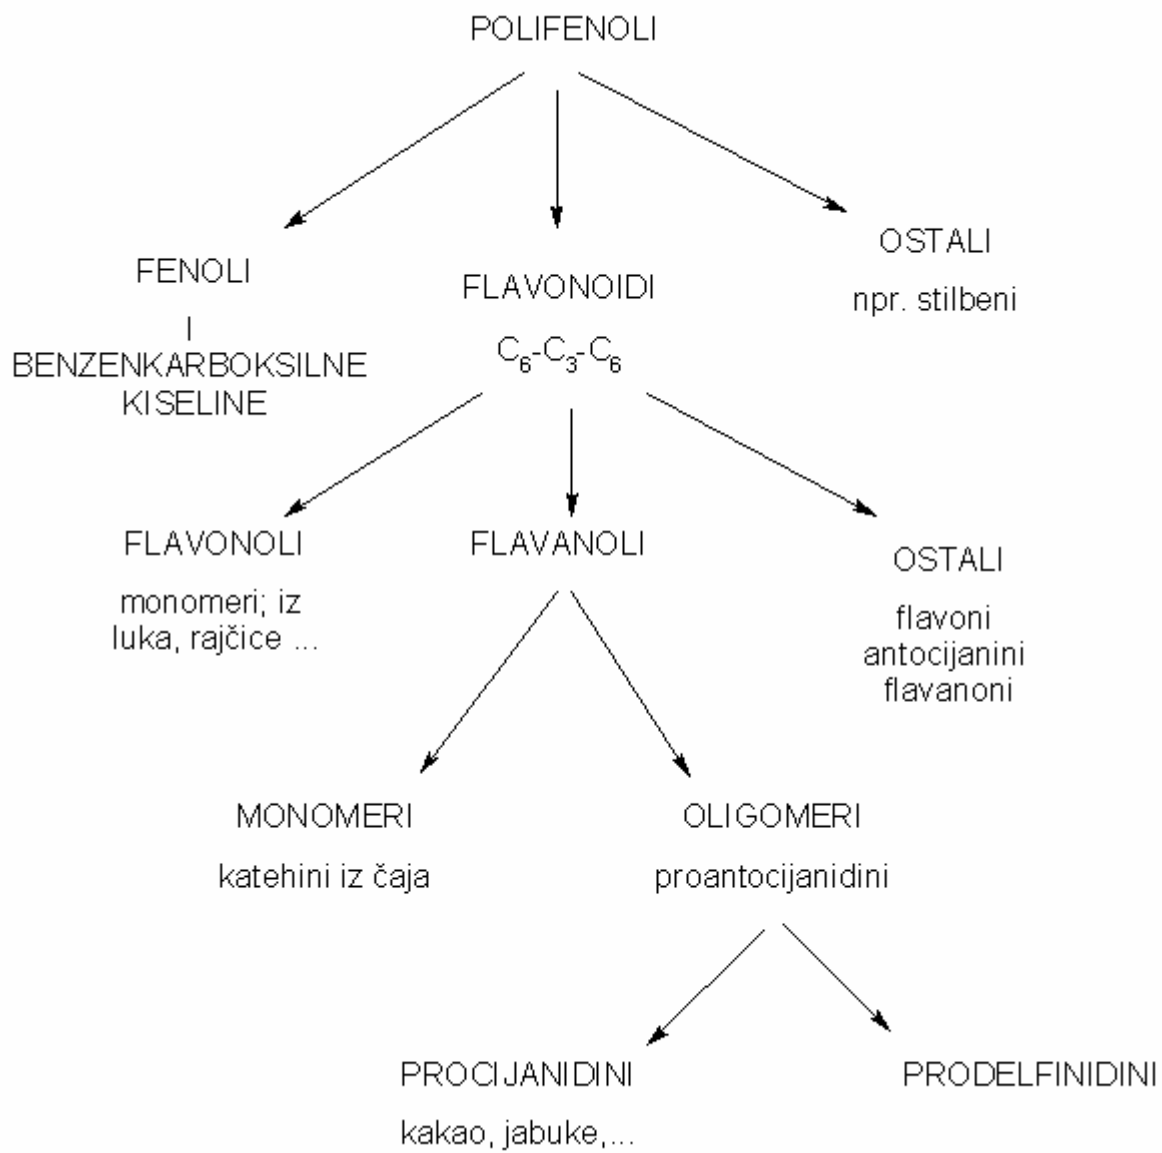 POLIFENOLI
FENOLI
I
BENZENKARBOKSILNE
KISELINE
FLAVONOIDI
C₆-C₃-C₆
OSTALI
npr. stilbeni
FLAVONOLI
monomeri; iz
luka, rajčice ...
FLAVANOLI
OSTALI
flavoni
antocijanini
flavanoni
MONOMERI
katehini iz čaja
OLIGOMERI
proantocijanidini
PROCIJANIDINI
kakao, jabuke,...
PRODELFINIDINI